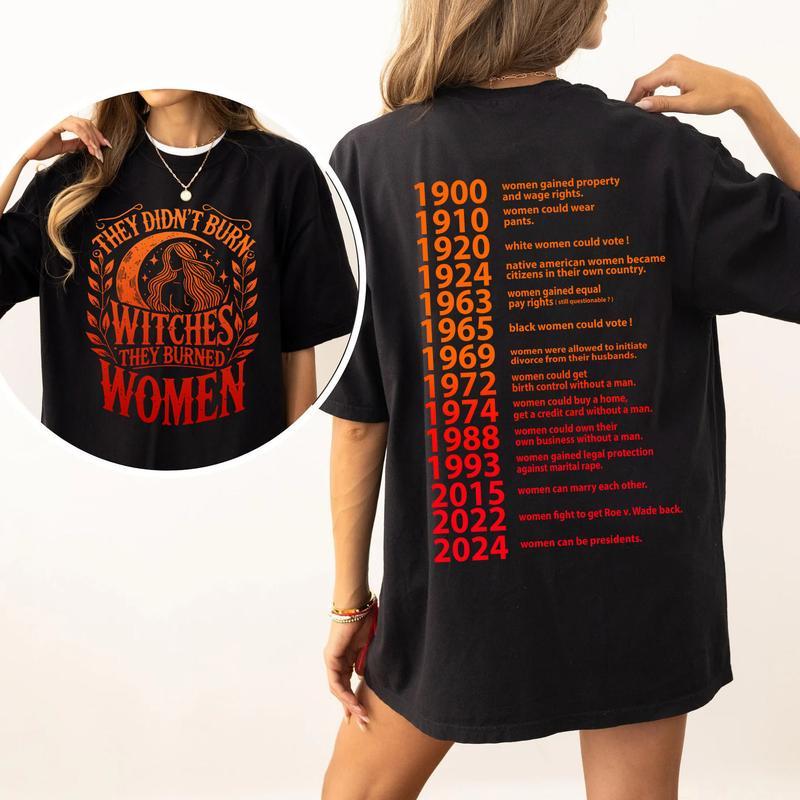 THEY DIDN'T BURN
WITCHES
THEY BURNED
WOMEN
1900 women gained property
and wage rights.
1910 women could wear
pants.
1920 white women could vote !
1924 native american women became
citizens in their own country.
1963 women gained equal
pay rights ( still questionable ? )
1965 black women could vote !
1969 women were allowed to initiate
divorce from their husbands.
1972 women could get
birth control without a man.
1974 women could buy a home,
get a credit card without a man.
1988 women could own their
own business without a man.
1993 women gained legal protection
against marital rape.
2015 women can marry each other.
2022 women fight to get Roe v. Wade back.
2024 women can be presidents.